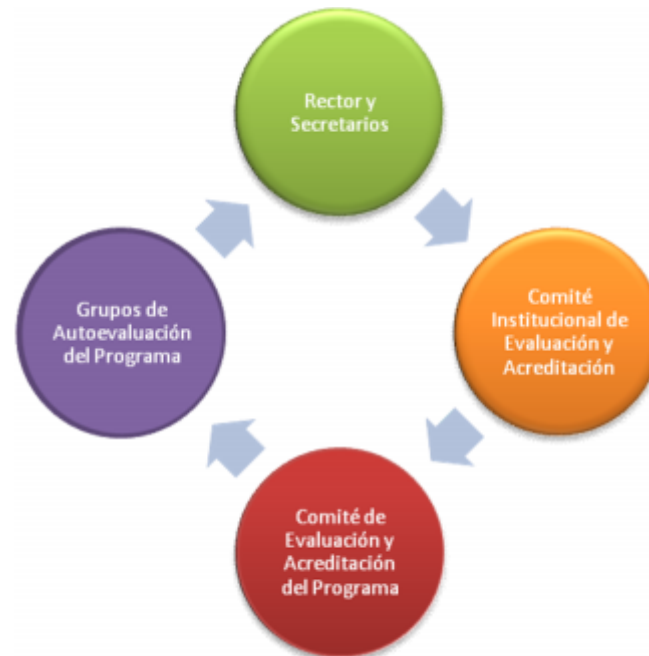 Rector y
Secretarios
Comité
Institucional de
Evaluación y
Acreditación
Comité de
Evaluación y
Acreditación
del Programa
Grupos de
Autoevaluación
del Programa